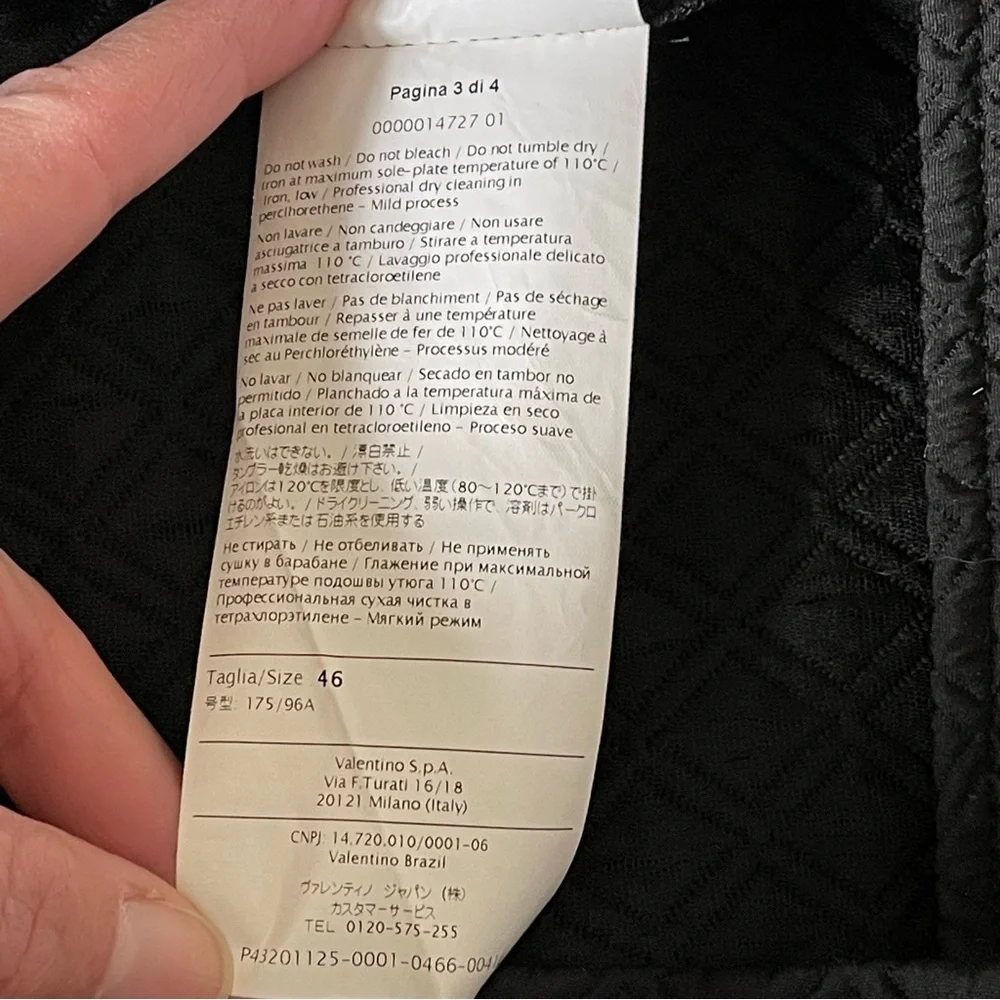 Pagina 3 di 4
0000014727 01
Do not wash / Do not bleach / Do not tumble dry /
Iron at maximum sole-plate temperature of 110°C /
Iron, low / Professional dry cleaning in
perclhorethene – Mild process
Non lavare / Non candeggiare / Non usare
asciugatrice a tamburo / Stirare a temperatura
massima 110 °C / Lavaggio professionale delicato
a secco con tetracloroetilene
Ne pas laver / Pas de blanchiment / Pas de séchage
en tambour / Repasser à une température
maximale de semelle de fer de 110°C / Nettoyage à
sec au Perchloréthylène – Processus modéré
No lavar / No blanquear / Secado en tambor no
permitido / Planchado a la temperatura máxima de
a placa interior de 110 °C / Limpieza en seco
profesional en tetracloroetileno – Proceso suave
水洗いはできない。/ 漂白禁止 /
タンブラー乾燥はお避け下さい。/
アイロンは120℃を限度とし、低い温度(80～120℃まで)で掛
けるのがよい。/ ドライクリーニング、弱い操作で、溶剤はパークロ
エチレン系または石油系を使用する
Не стирать / Не отбеливать / Не применять
сушку в барабане / Глажение при максимальной
температуре подошвы утюга 110°C /
Профессиональная сухая чистка в
тетрахлорэтилене – Мягкий режим
Taglia/Size 46
号型: 175/96A
Valentino S.p.A.
Via F.Turati 16/18
20121 Milano (Italy)
CNPJ: 14.720.010/0001-06
Valentino Brazil
ヴァレンティノ ジャパン (株)
カスタマーサービス
TEL 0120-575-255
P43201125-0001-0466-004